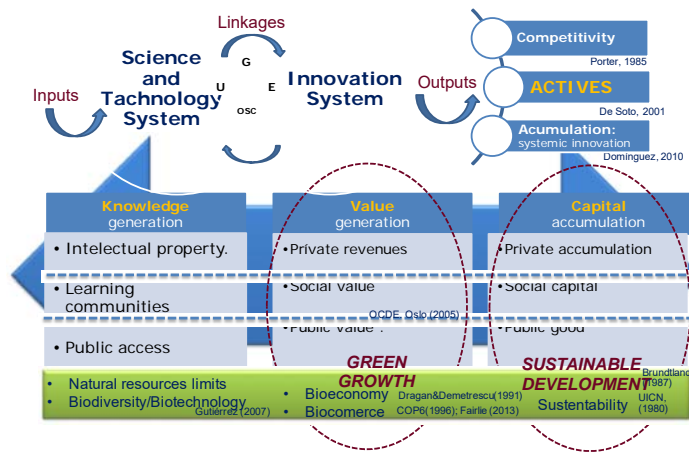 Linkages
Science and Tachnology System
G
U
E
OSC
Innovation System
Inputs
Outputs
Competitivity
Porter, 1985
ACTIVES
De Soto, 2001
Acumulation:
systemic innovation
Domínguez, 2010
Knowledge
generation
Value
generation
Capital
accumulation
• Intelectual property.
•Private revenues
•Private accumulation
• Learning communities
•Social value
•Social capital
OCDE, Oslo (2005)
• Public access
•Public value .
•Public good
GREEN GROWTH
SUSTAINABLE DEVELOPMENT
Brundtland (1987)
• Natural resources limits
• Biodiversity/Biotechnology
Gutiérrez (2007)
• Bioeconomy Dragan&Demetrescu(1991)
• Biocomerce COP6(1996); Fairlie (2013)
Sustentability
UICN, (1980)